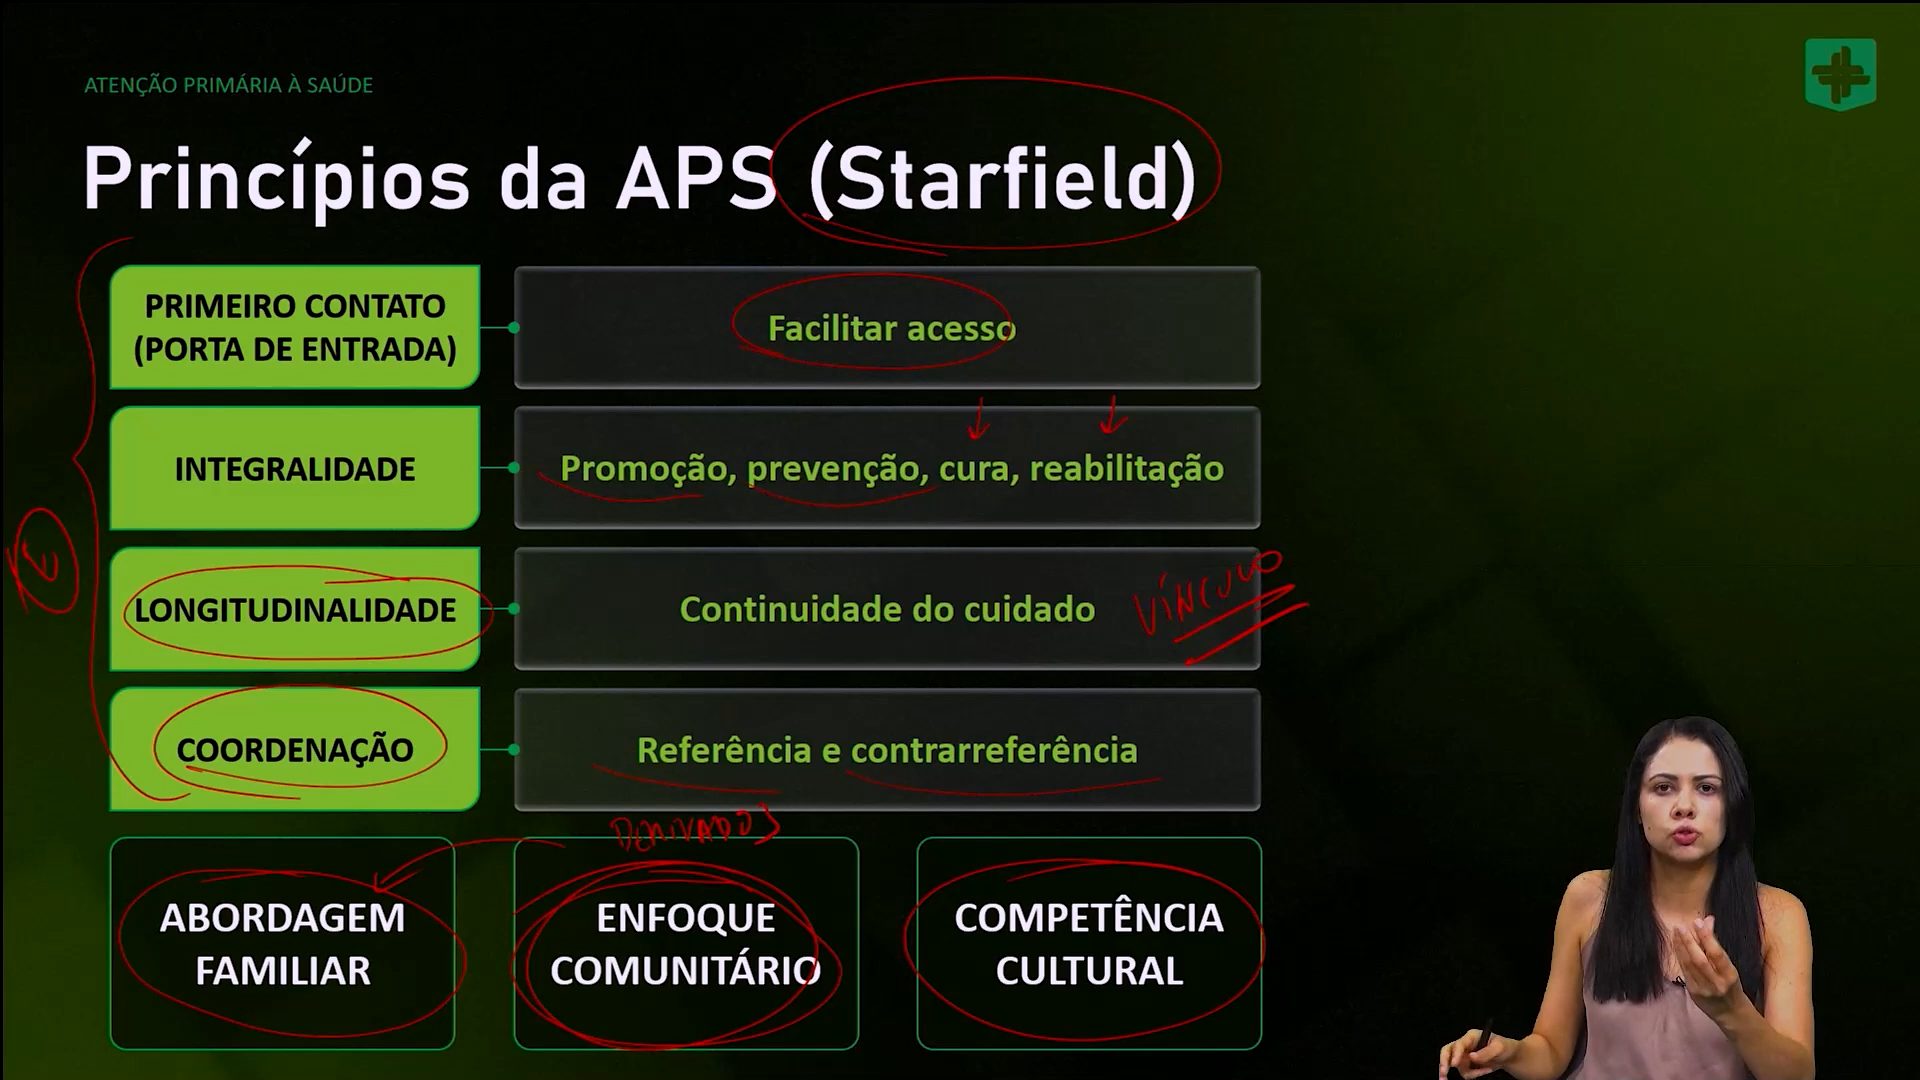 ATENÇÃO PRIMÁRIA À SAÚDE
Princípios da APS (Starfield)
PRIMEIRO CONTATO
(PORTA DE ENTRADA)
Facilitar acesso
INTEGRALIDADE
Promoção, prevenção, cura, reabilitação
LONGITUDINALIDADE
Continuidade do cuidado
VÍNCULO
COORDENAÇÃO
Referência e contrarreferência
DERIVADOS
ABORDAGEM
FAMILIAR
ENFOQUE
COMUNITÁRIO
COMPETÊNCIA
CULTURAL